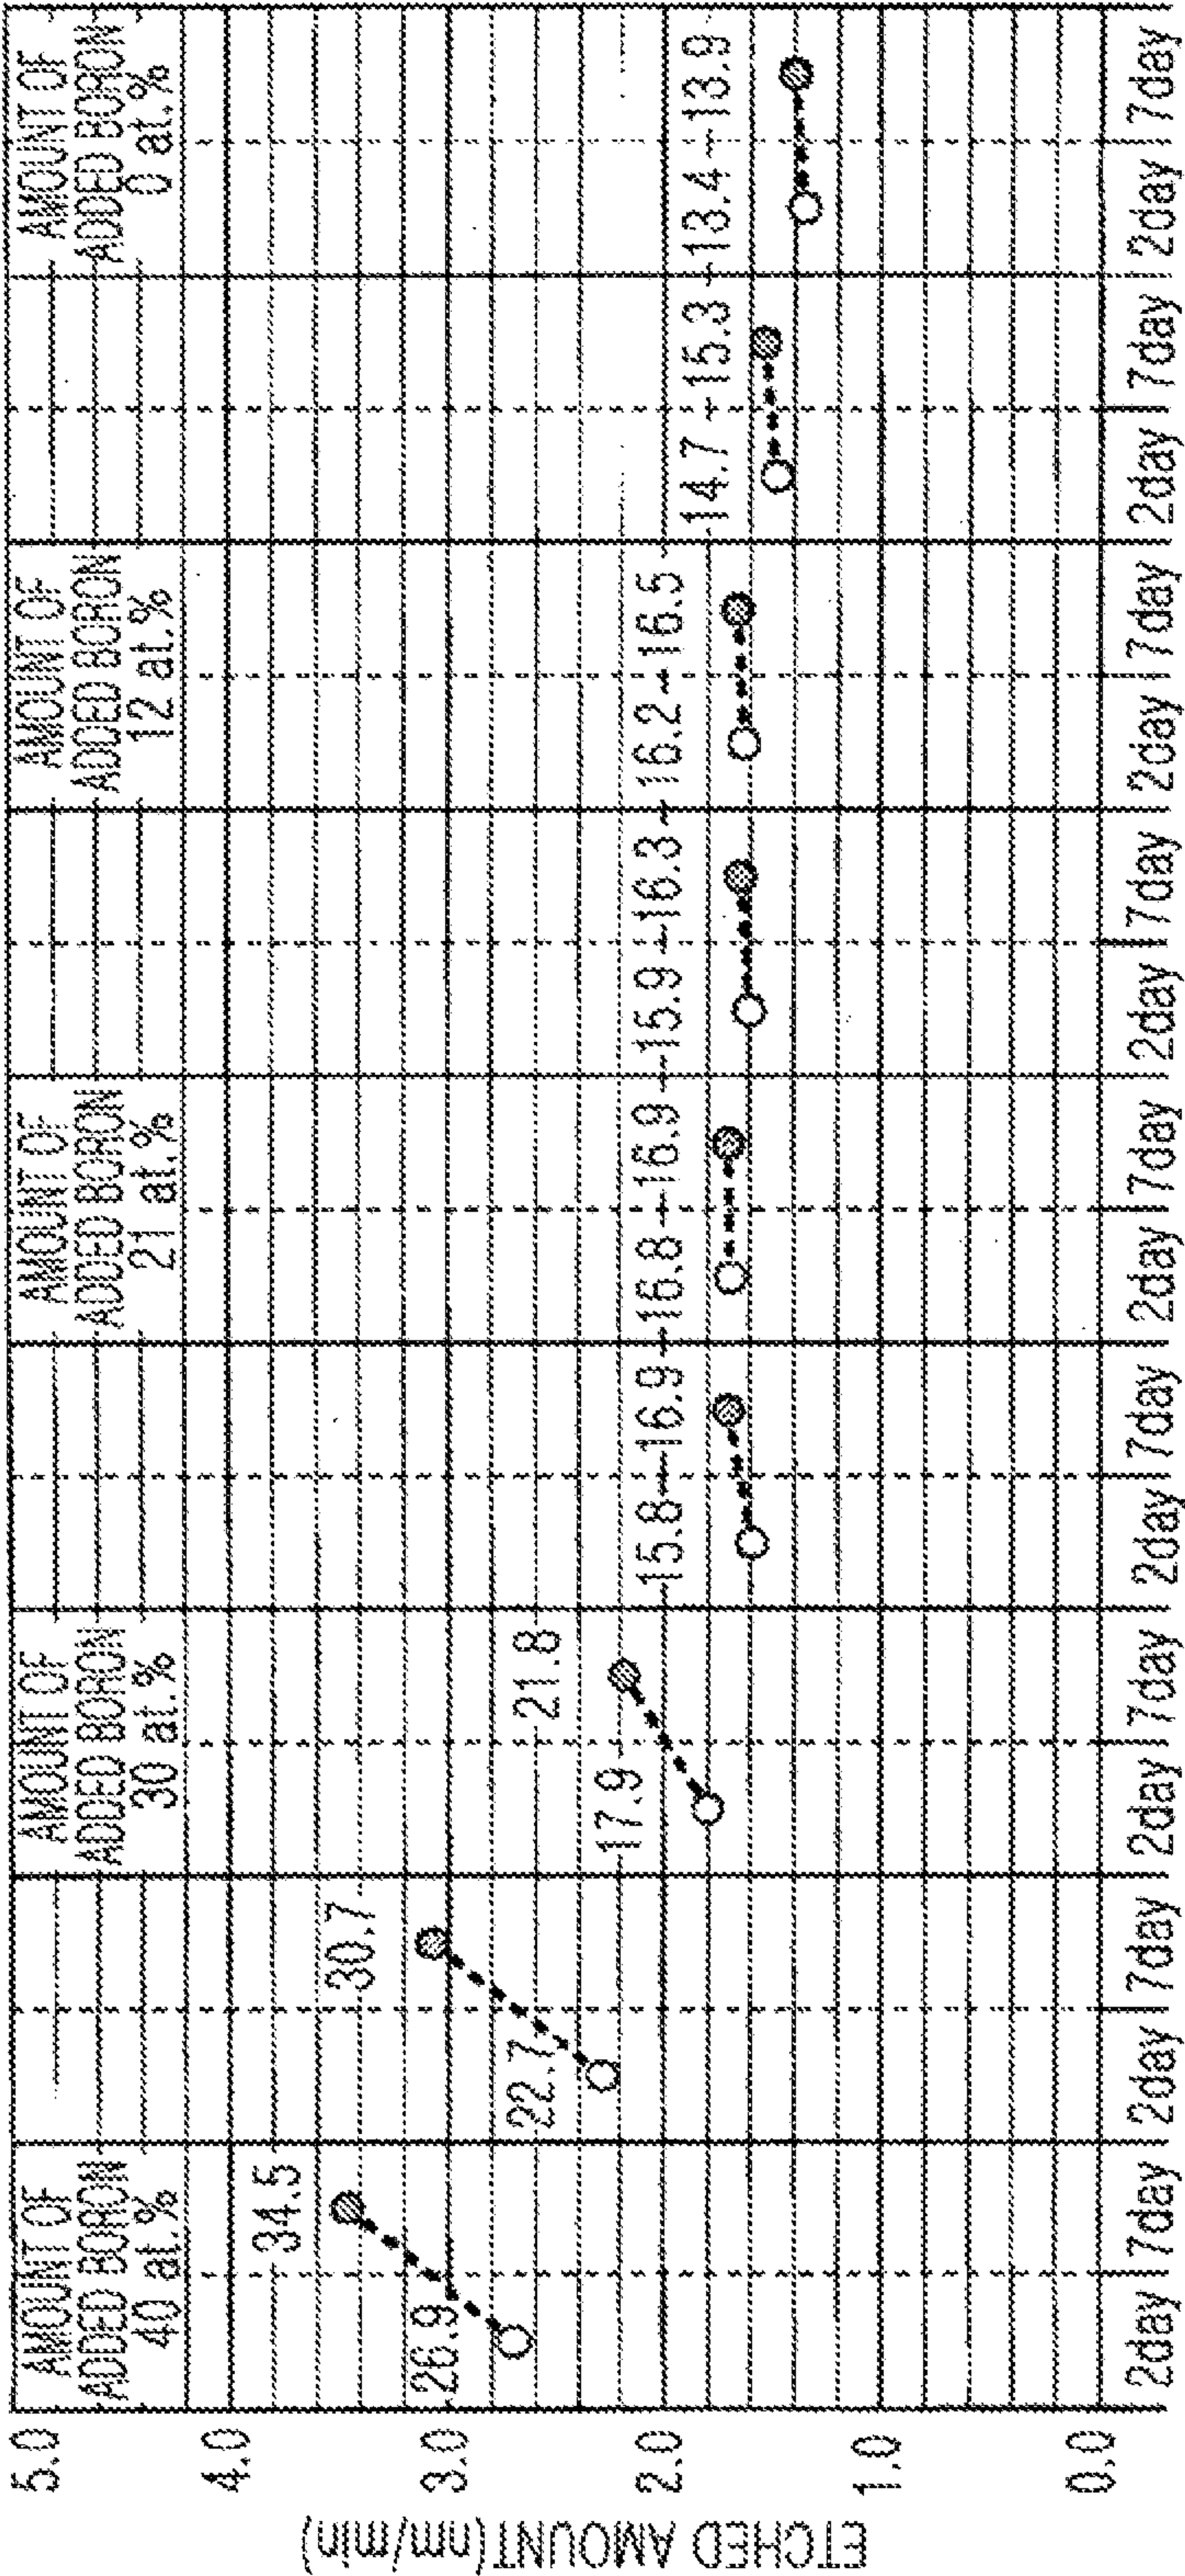 AMOUNT OF
ADDED BORON
40 at.%
AMOUNT OF
ADDED BORON
30 at.%
AMOUNT OF
ADDED BORON
21 at.%
AMOUNT OF
ADDED BORON
12 at.%
AMOUNT OF
ADDED BORON
0 at.%
ETCHED AMOUNT(nm/min)
5.0
4.0
3.0
2.0
1.0
0.0
26.9
34.5
22.7
30.7
17.9
21.8
15.8
16.9
16.8
16.9
15.9
16.3
16.2
16.5
14.7
15.3
13.4
13.9
2day 7day 2day 7day 2day 7day 2day 7day 2day 7day 2day 7day 2day 7day 2day 7day 2day 7day